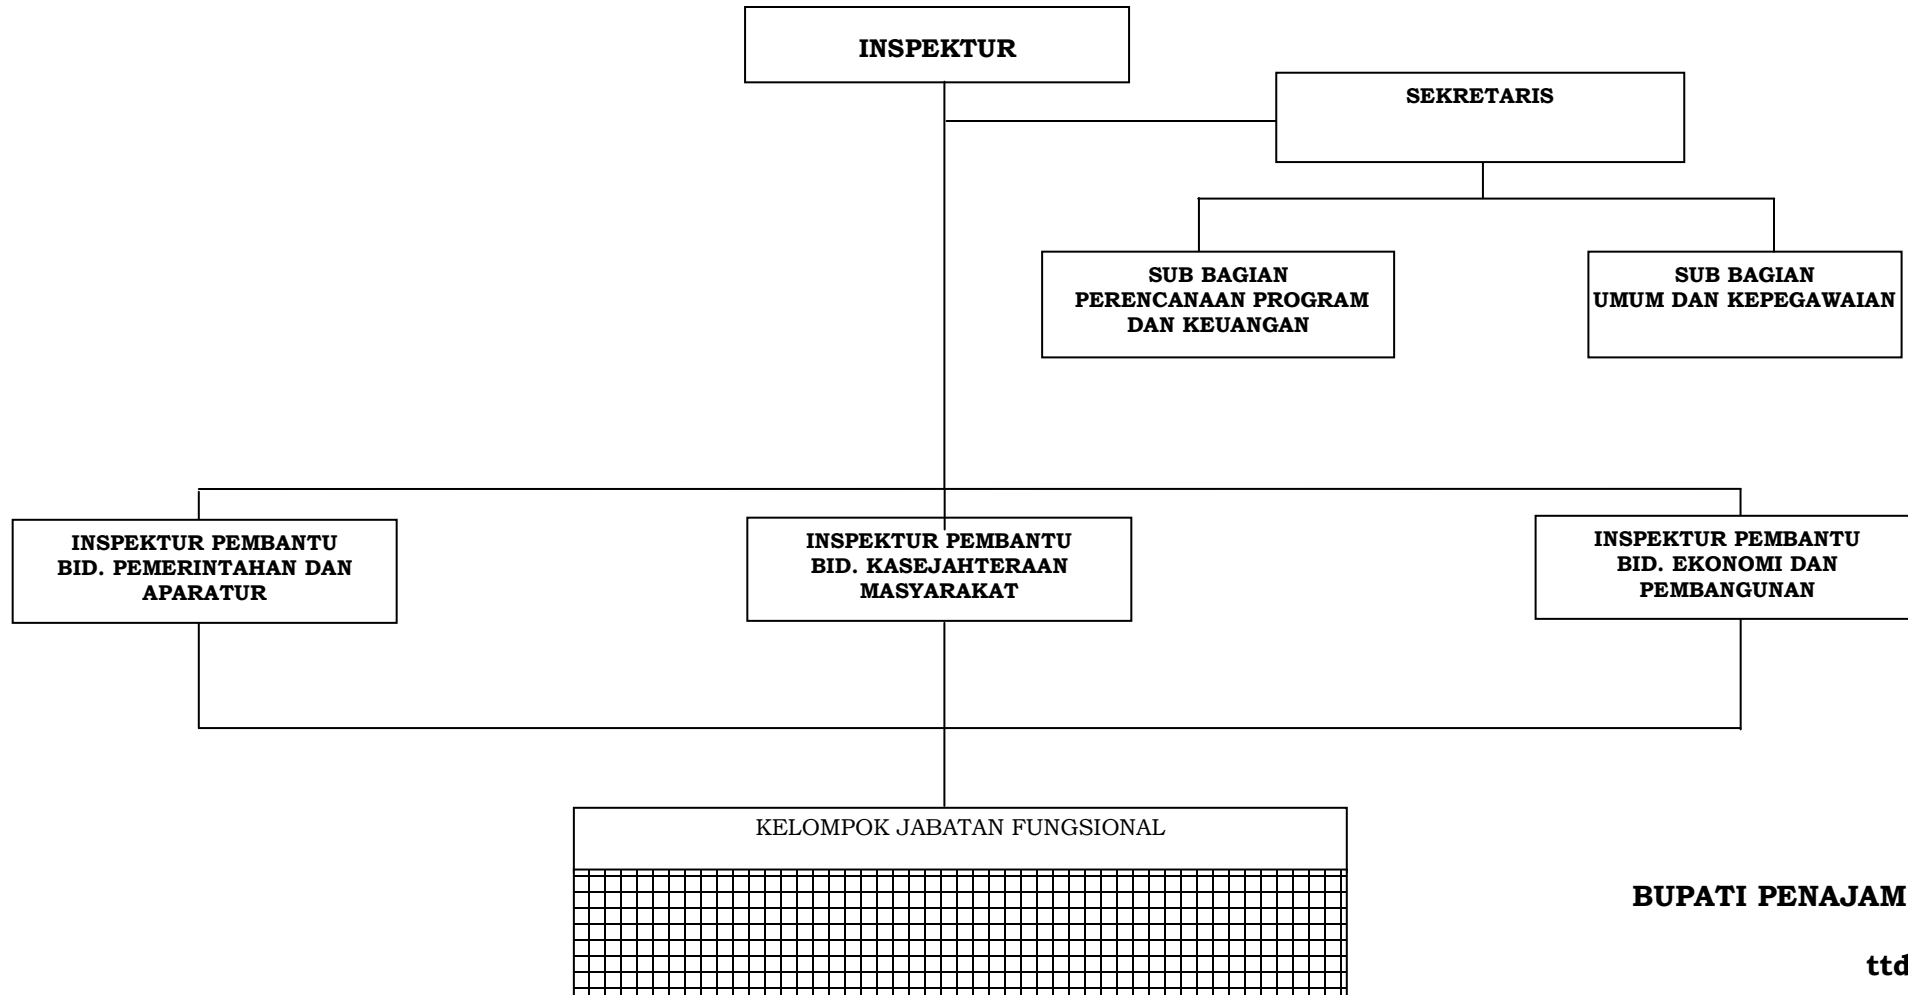 INSPEKTUR
SEKRETARIS
SUB BAGIAN
PERENCANAAN PROGRAM
DAN KEUANGAN
SUB BAGIAN
UMUM DAN KEPEGAWAIAN
INSPEKTUR PEMBANTU
BID. PEMERINTAHAN DAN
APARATUR
INSPEKTUR PEMBANTU
BID. KASEJAHTERAAN
MASYARAKAT
INSPEKTUR PEMBANTU
BID. EKONOMI DAN
PEMBANGUNAN
KELOMPOK JABATAN FUNGSIONAL
BUPATI PENAJAM
ttd